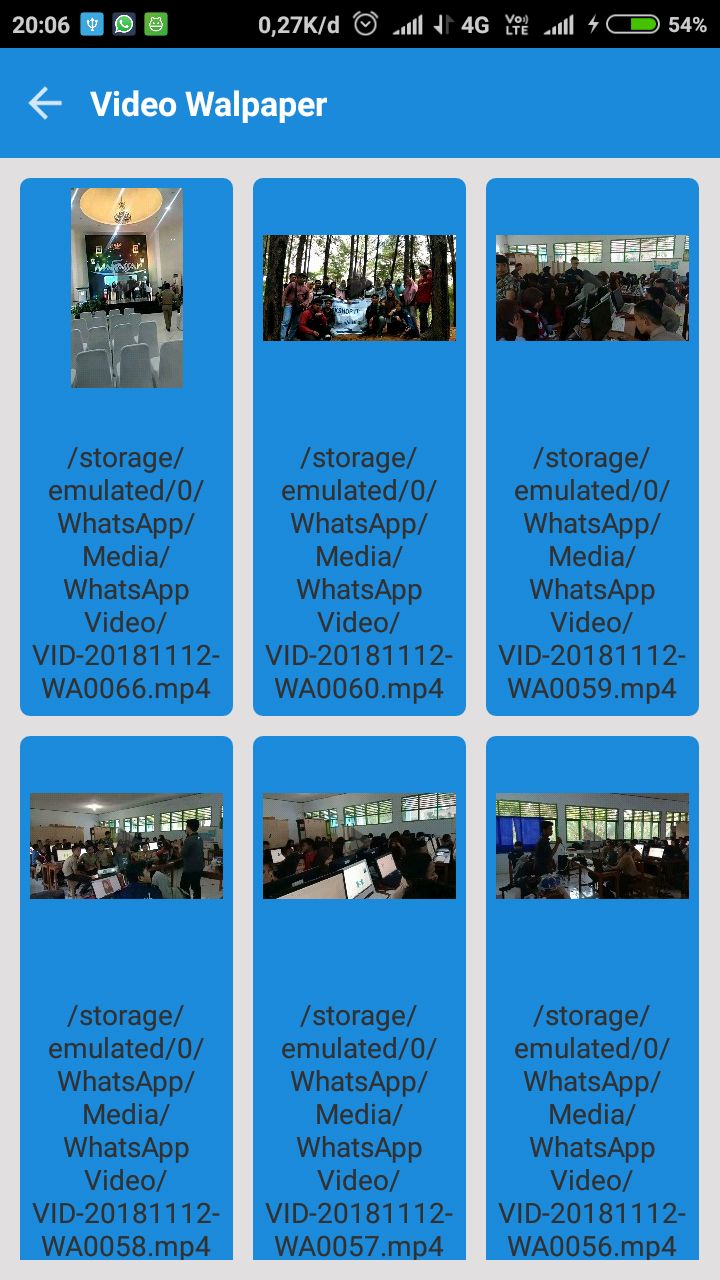 20:06 0,27K/d 4G Vo) LTE 54%
Video Walpaper
/storage/
emulated/0/
WhatsApp/
Media/
WhatsApp
Video/
VID-20181112-
WA0066.mp4
/storage/
emulated/0/
WhatsApp/
Media/
WhatsApp
Video/
VID-20181112-
WA0060.mp4
/storage/
emulated/0/
WhatsApp/
Media/
WhatsApp
Video/
VID-20181112-
WA0059.mp4
/storage/
emulated/0/
WhatsApp/
Media/
WhatsApp
Video/
VID-20181112-
WA0058.mp4
/storage/
emulated/0/
WhatsApp/
Media/
WhatsApp
Video/
VID-20181112-
WA0057.mp4
/storage/
emulated/0/
WhatsApp/
Media/
WhatsApp
Video/
VID-20181112-
WA0056.mp4